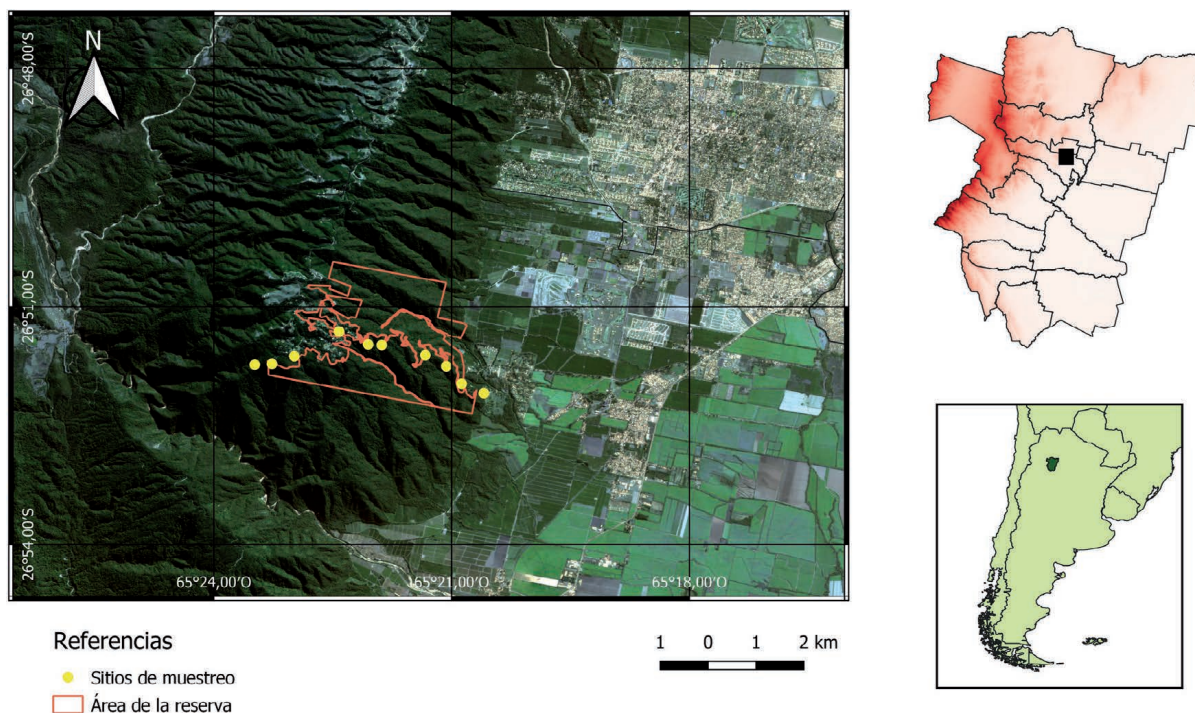 N
26°48,00'S
26°51,00'S
26°54,00'S
65°24,00'O
165°21,00'O
65°18,00'O
Referencias
Sitios de muestreo
Área de la reserva
1 0 1 2 km